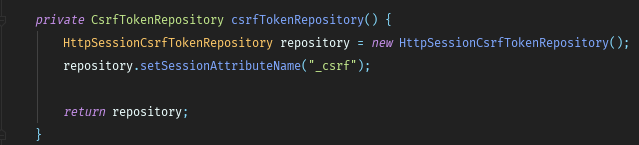 private CsrfTokenRepository csrfTokenRepository() {
HttpSessionCsrfTokenRepository repository = new HttpSessionCsrfTokenRepository();
repository.setSessionAttributeName("_csrf");
return repository;
}